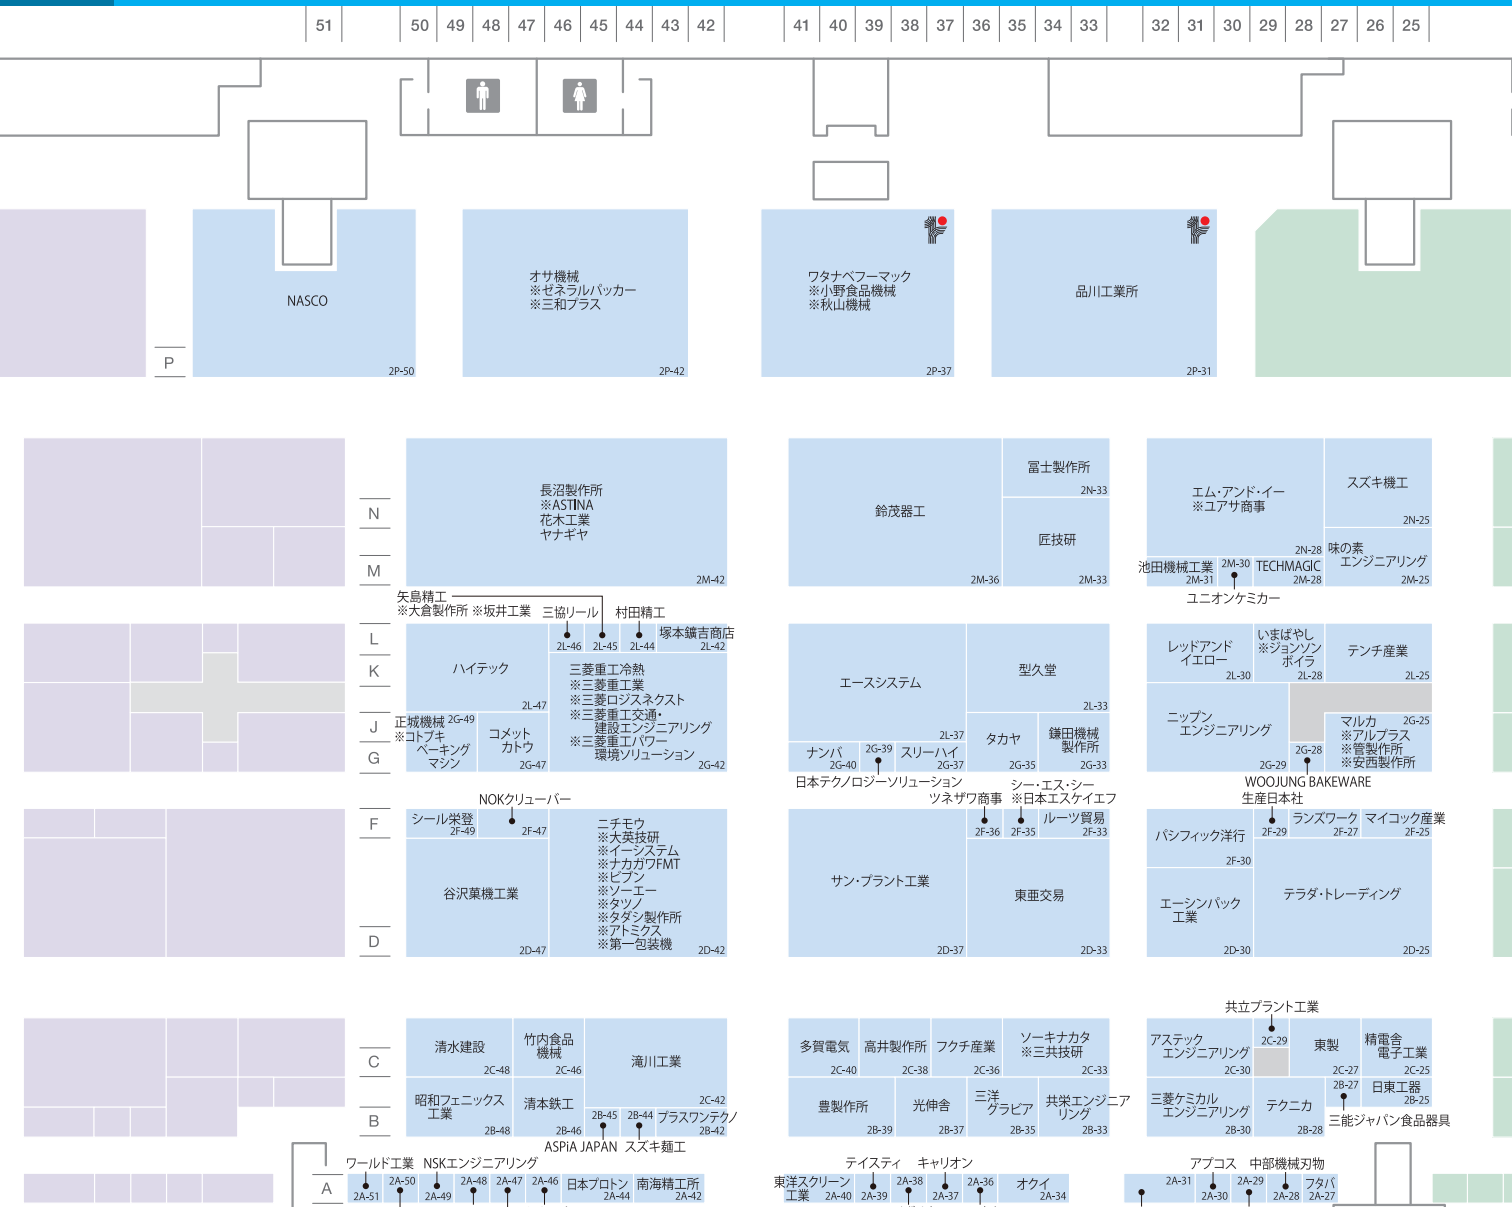 51 50 49 48 47 46 45 44 43 42 41 40 39 38 37 36 35 34 33 32 31 30 29 28 27 26 25
NASCO
2P-50
オサ機械
※ゼネラルパッカー
※三和プラス
2P-42
ワタナベフーマック
※小野食品機械
※秋山機械
2P-37
品川工業所
2P-31
P
長沼製作所
※ASTINA
花木工業
ヤナギヤ
2M-42
鈴茂器工
2M-36
冨士製作所
2N-33
匠技研
2M-33
エム・アンド・イー
※ユアサ商事
2N-28
スズキ機工
2N-25
味の素
エンジニアリング
2M-25
池田機械工業
2M-31
2M-30
ユニオンケミカー
TECHMAGIC
2M-28
N
M
矢島精工
※大倉製作所 ※坂井工業
2L-45
三協リール
2L-46
村田精工
2L-44
塚本鑛吉商店
2L-42
L
K
J
G
ハイテック
2L-47
三菱重工冷熱
※三菱重工業
※三菱ロジスネクスト
※三菱重工交通・
建設エンジニアリング
※三菱重工パワー
環境ソリューション
2G-42
正城機械 2G-49
※コトブキ
ベーキング
マシン
コメット
カトウ
2G-47
エースシステム
2L-37
型久堂
2L-33
ナンバ
2G-40
2G-39
日本テクノロジーソリューション
スリーハイ
2G-37
タカヤ
2G-35
鎌田機械
製作所
2G-33
レッドアンド
イエロー
2L-30
いまばやし
※ジョンソン
ボイラ
2L-28
テンチ産業
2L-25
ニップン
エンジニアリング
2G-29
2G-28
WOOJUNG BAKEWARE
マルカ 2G-25
※アルプラス
※管製作所
※安西製作所
F
D
シール栄登
2F-49
NOKクリューバー
2F-47
谷沢菓機工業
2D-47
ニチモウ
※大英技研
※イーシステム
※ナカガワFMT
※ビブン
※ソーエー
※タツノ
※タダシ製作所
※アトミクス
※第一包装機
2D-42
サン・プラント工業
2D-37
ツネザワ商事
2F-36
シー・エス・シー
※日本エスケイエフ
2F-35
ルーツ貿易
2F-33
東亜交易
2D-33
パシフィック洋行
2F-30
生産日本社
2F-29
ランズワーク
2F-27
マイコック産業
2F-25
エーシンパック
工業
2D-30
テラダ・トレーディング
2D-25
C
B
清水建設
2C-48
竹内食品
機械
2C-46
滝川工業
2C-42
昭和フェニックス
工業
2B-48
清本鉄工
2B-46
2B-45
ASPiA JAPAN
2B-44
スズキ麺工
プラスワンテクノ
2B-42
多賀電気
2C-40
高井製作所
2C-38
フクチ産業
2C-36
ソーキナカタ
※三共技研
2C-33
豊製作所
2B-39
光伸舎
2B-37
三洋
グラビア
2B-35
共栄エンジニア
リング
2B-33
アステック
エンジニアリング
2C-30
共立プラント工業
2C-29
東製
2C-27
精電舎
電子工業
2C-25
三菱ケミカル
エンジニアリング
2B-30
テクニカ
2B-28
2B-27
三能ジャパン食品器具
日東工器
2B-25
A
ワールド工業
2A-51
2A-50
NSKエンジニアリング
2A-49
2A-48
2A-47
2A-46
日本プロトン
2A-44
南海精工所
2A-42
東洋スクリーン
工業 2A-40
テイスティ
2A-39
2A-38
キャリオン
2A-37
2A-36
オクイ
2A-34
2A-31
アプコス
2A-30
2A-29
中部機械刃物
2A-28
フタバ
2A-27